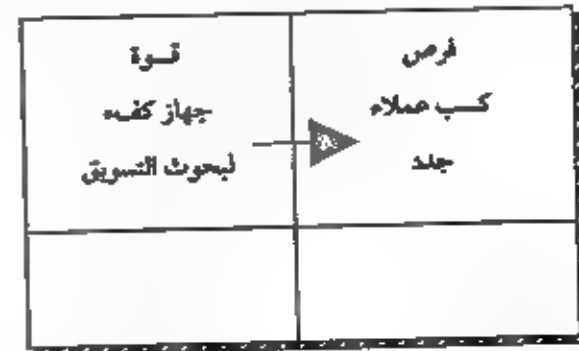 فرص
كسب عملاء
جدد
قوة
جهاز كفء
لبحوث التسويق